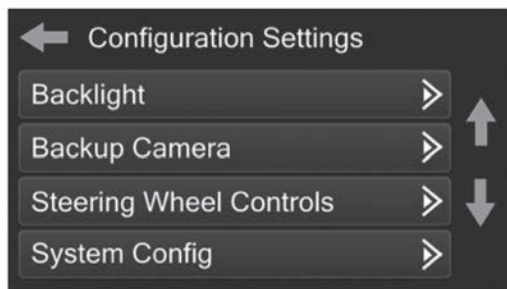 Configuration Settings
Backlight
Backup Camera
Steering Wheel Controls
System Config